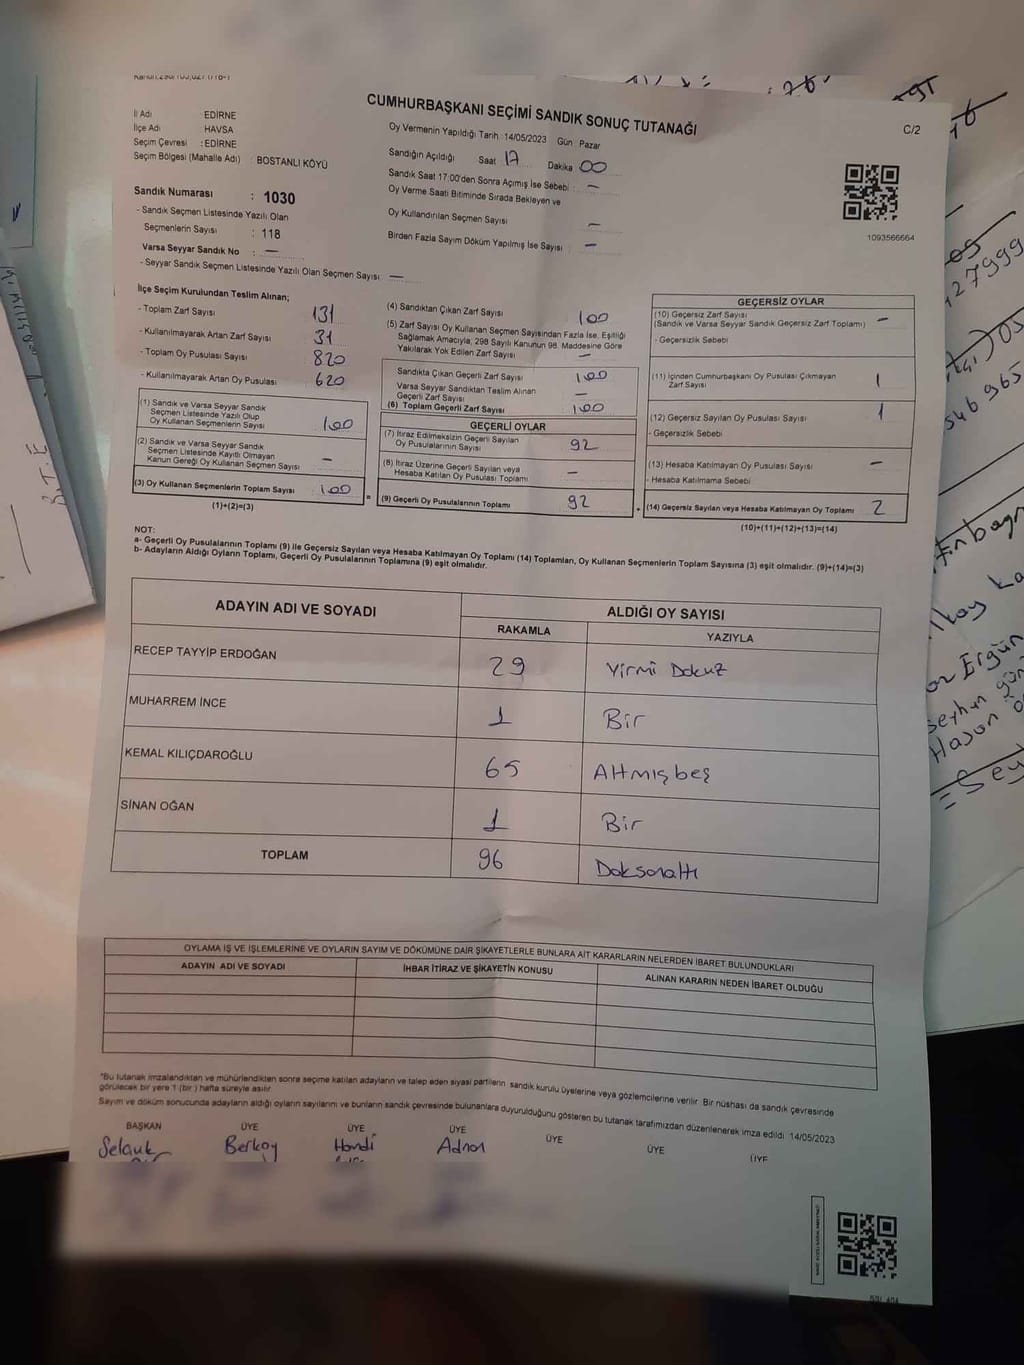 CUMHURBAŞKANI SEÇİMİ SANDIK SONUÇ TUTANAĞI
C/2
İl Adı EDİRNE
İlçe Adı HAVSA
Seçim Çevresi : EDİRNE
Seçim Bölgesi (Mahalle Adı) BOSTANLI KÖYÜ
Sandık Numarası : 1030
- Sandık Seçmen Listesinde Yazılı Olan
Seçmenlerin Sayısı : 118
Varsa Seyyar Sandık No : —
- Seyyar Sandık Seçmen Listesinde Yazılı Olan Seçmen Sayısı —
Oy Vermenin Yapıldığı Tarih 14/05/2023 Gün Pazar
Sandığın Açıldığı Saat 17 Dakika 00
Sandık Saat 17:00'den Sonra Açımış İse Sebebi : —
Oy Verme Saati Bitiminde Sırada Bekleyen ve
Oy Kullandırılan Seçmen Sayısı —
Birden Fazla Sayım Döküm Yapılmış İse Sayısı : —
1093566664
İlçe Seçim Kurulundan Teslim Alınan;
- Toplam Zarf Sayısı 131
- Kullanılmayarak Artan Zarf Sayısı 31
- Toplam Oy Pusulası Sayısı 820
- Kullanılmayarak Artan Oy Pusulası 620
(1) Sandık ve Varsa Seyyar Sandık
Seçmen Listesinde Yazılı Olup
Oy Kullanan Seçmenlerin Sayısı 100
(2) Sandık ve Varsa Seyyar Sandık
Seçmen Listesinde Kayıtlı Olmayan
Kanun Gereği Oy Kullanan Seçmen Sayısı —
(3) Oy Kullanan Seçmenlerin Toplam Sayısı 100
(1)+(2)=(3)
(4) Sandıktan Çıkan Zarf Sayısı 100
(5) Zarf Sayısı Oy Kullanan Seçmen Sayısından Fazla İse, Eşitliği
Sağlamak Amacıyla, 298 Sayılı Kanunun 98. Maddesine Göre
Yakılarak Yok Edilen Zarf Sayısı —
Sandıkta Çıkan Geçerli Zarf Sayısı 100
Varsa Seyyar Sandıktan Teslim Alınan
Geçerli Zarf Sayısı —
(6) Toplam Geçerli Zarf Sayısı 100
GEÇERLİ OYLAR
(7) İtiraz Edilmeksizin Geçerli Sayılan
Oy Pusulalarının Sayısı 92
(8) İtiraz Üzerine Geçerli Sayılan veya
Hesaba Katılan Oy Pusulası Toplamı —
= (9) Geçerli Oy Pusulalarının Toplamı 92
GEÇERSİZ OYLAR
(10) Geçersiz Zarf Sayısı —
(Sandık ve Varsa Seyyar Sandık Geçersiz Zarf Toplamı)
- Geçersizlik Sebebi
(11) İçinden Cumhurbaşkanı Oy Pusulası Çıkmayan
Zarf Sayısı 1
(12) Geçersiz Sayılan Oy Pusulası Sayısı 1
- Geçersizlik Sebebi
(13) Hesaba Katılmayan Oy Pusulası Sayısı —
- Hesaba Katılmama Sebebi
+ (14) Geçersiz Sayılan veya Hesaba Katılmayan Oy Toplamı 2
(10)+(11)+(12)+(13)=(14)
NOT:
a- Geçerli Oy Pusulalarının Toplamı (9) ile Geçersiz Sayılan veya Hesaba Katılmayan Oy Toplamı (14) Toplamları, Oy Kullanan Seçmenlerin Toplam Sayısına (3) eşit olmalıdır. (9)+(14)=(3)
b- Adayların Aldığı Oyların Toplamı, Geçerli Oy Pusulalarının Toplamına (9) eşit olmalıdır.
ADAYIN ADI VE SOYADI ALDIĞI OY SAYISI
RAKAMLA YAZIYLA
RECEP TAYYİP ERDOĞAN 29 Yirmi Dokuz
MUHARREM İNCE 1 Bir
KEMAL KILIÇDAROĞLU 65 Altmışbeş
SİNAN OĞAN 1 Bir
TOPLAM 96 Doksanaltı
OYLAMA İŞ VE İŞLEMLERİNE VE OYLARIN SAYIM VE DÖKÜMÜNE DAİR ŞİKAYETLERLE BUNLARA AİT KARARLARIN NELERDEN İBARET BULUNDUKLARI
ADAYIN ADI VE SOYADI İHBAR İTİRAZ VE ŞİKAYETİN KONUSU ALINAN KARARIN NEDEN İBARET OLDUĞU
*Bu tutanak imzalandıktan ve mühürlendikten sonra seçime katılan adayların ve talep eden siyasi partilerin sandık kurulu üyelerine veya gözlemcilerine verilir. Bir nüshası da sandık çevresinde
görülecek bir yere 1 (bir) hafta süreyle asılır.
Sayım ve döküm sonucunda adayların aldığı oyların sayılarını ve bunların sandık çevresinde bulunanlara duyurulduğunu gösteren bu tutanak tarafımızdan düzenlenerek imza edildi. 14/05/2023
BAŞKAN ÜYE ÜYE ÜYE ÜYE ÜYE ÜYE
Selçuk Berkay Hamdi Adnan